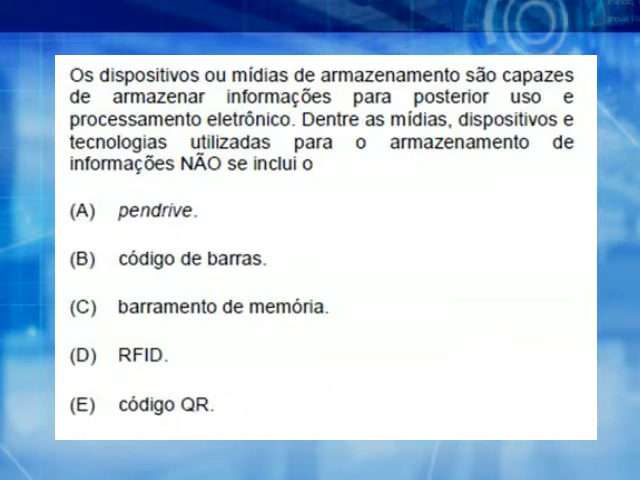 Os dispositivos ou mídias de armazenamento são capazes
de armazenar informações para posterior uso e
processamento eletrônico. Dentre as mídias, dispositivos e
tecnologias utilizadas para o armazenamento de
informações NÃO se inclui o
(A) pendrive.
(B) código de barras.
(C) barramento de memória.
(D) RFID.
(E) código QR.